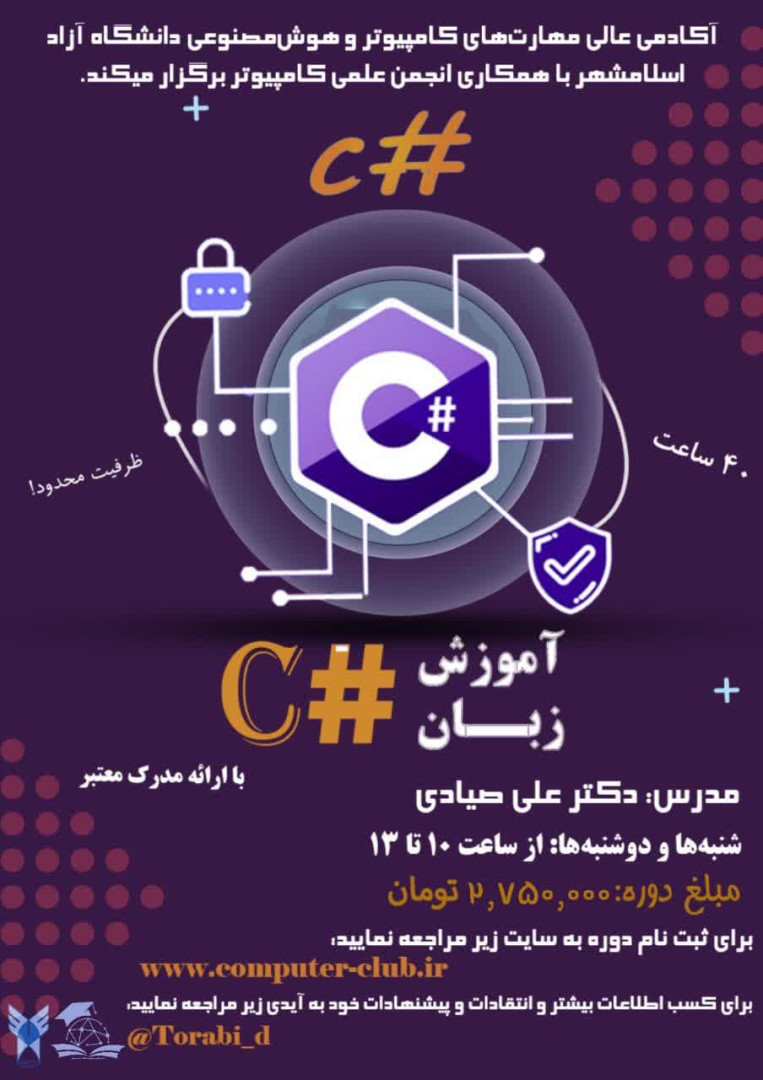 آکادمی عالی مهارت‌های کامپیوتر و هوش‌مصنوعی دانشگاه آزاد
اسلامشهر با همکاری انجمن علمی کامپیوتر برگزار میکند.
c#
C#
۴۰ ساعت
ظرفیت محدود!
آموزش
زبان C#
با ارائه مدرک معتبر
مدرس: دکتر علی صیادی
شنبه‌ها و دوشنبه‌ها: از ساعت ۱۰ تا ۱۳
مبلغ دوره:۲,۷۵۰,۰۰۰ تومان
برای ثبت نام دوره به سایت زیر مراجعه نمایید:
www.computer-club.ir
برای کسب اطلاعات بیشتر و انتقادات و پیشنهادات خود به آیدی زیر مراجعه نمایید:
@Torabi_d